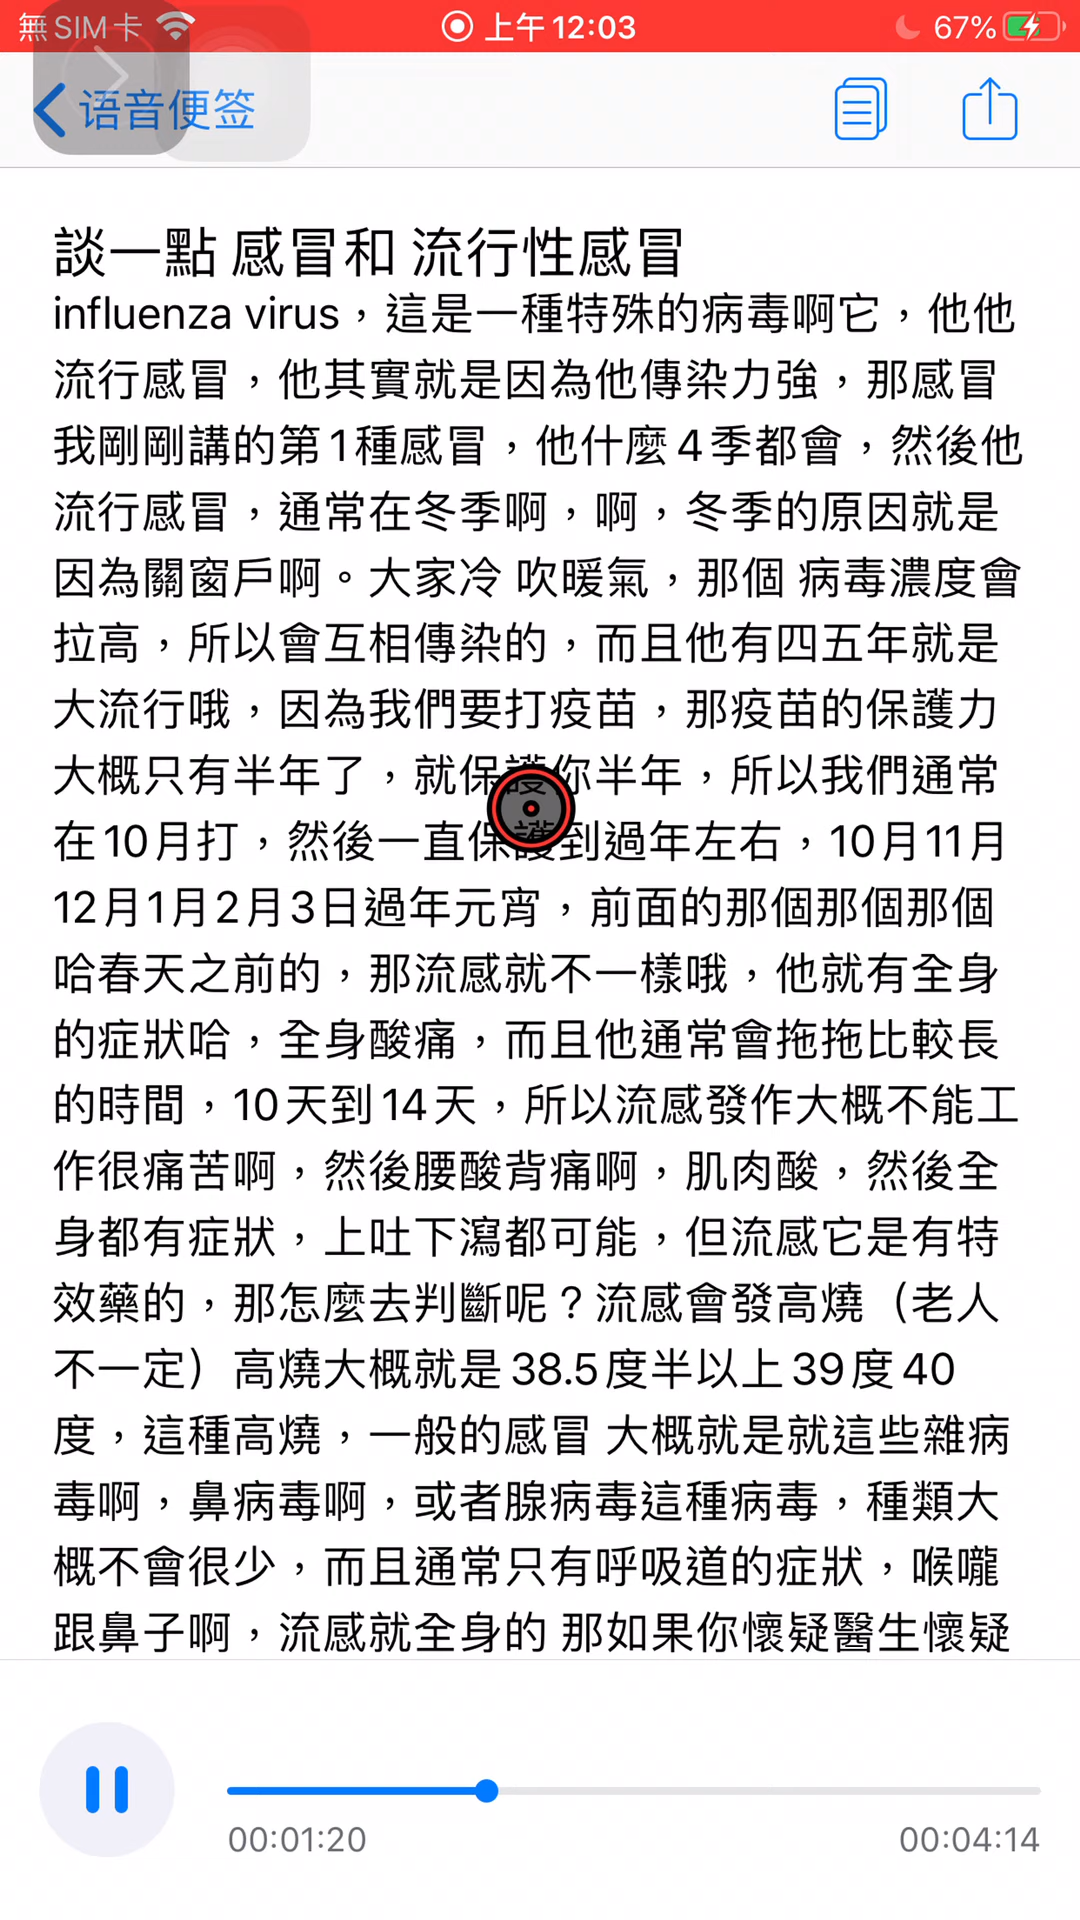 無SIM卡
上午12:03
67%
语音便签
談一點 感冒和 流行性感冒
influenza virus，這是一種特殊的病毒啊它，他他
流行感冒，他其實就是因為他傳染力強，那感冒
我剛剛講的第1種感冒，他什麼4季都會，然後他
流行感冒，通常在冬季啊，啊，冬季的原因就是
因為關窗戶啊。大家冷 吹暖氣，那個 病毒濃度會
拉高，所以會互相傳染的，而且他有四五年就是
大流行哦，因為我們要打疫苗，那疫苗的保護力
大概只有半年了，就保護你半年，所以我們通常
在10月打，然後一直保護到過年左右，10月11月
12月1月2月3日過年元宵，前面的那個那個那個
哈春天之前的，那流感就不一樣哦，他就有全身
的症狀哈，全身酸痛，而且他通常會拖拖比較長
的時間，10天到14天，所以流感發作大概不能工
作很痛苦啊，然後腰酸背痛啊，肌肉酸，然後全
身都有症狀，上吐下瀉都可能，但流感它是有特
效藥的，那怎麼去判斷呢？流感會發高燒（老人
不一定）高燒大概就是38.5度半以上39度40
度，這種高燒，一般的感冒 大概就是就這些雜病
毒啊，鼻病毒啊，或者腺病毒這種病毒，種類大
概不會很少，而且通常只有呼吸道的症狀，喉嚨
跟鼻子啊，流感就全身的 那如果你懷疑醫生懷疑
00:01:20
00:04:14